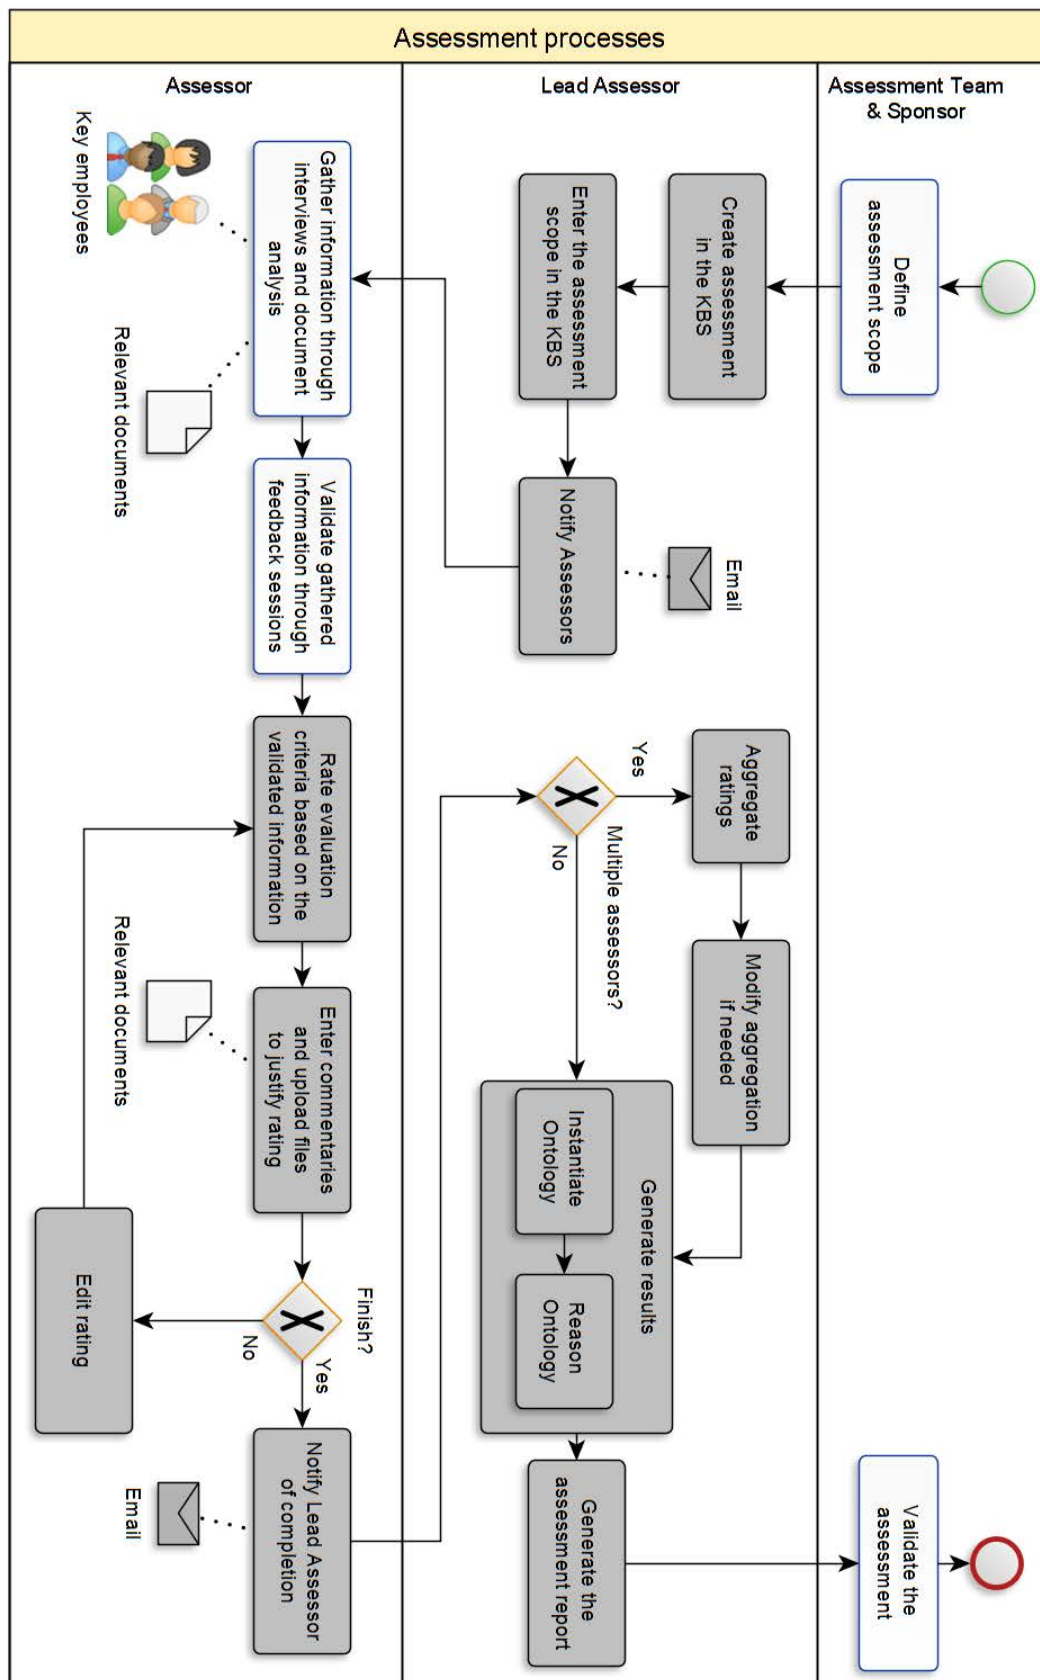 Assessment processes
Assessor
Lead Assessor
Assessment Team
& Sponsor
Define
assessment scope
Create assessment
in the KBS
Enter the assessment
scope in the KBS
Notify Assessors
Email
Key employees
Gather information through
interviews and document
analysis
Relevant documents
Validate gathered
information through
feedback sessions
Rate evaluation
criteria based on the
validated information
Relevant documents
Enter commentaries
and upload files
to justify rating
Finish?
No
Yes
Edit rating
Notify Lead Assessor
of completion
Email
Multiple assessors?
Yes
No
Aggregate
ratings
Modify aggregation
if needed
Generate results
Instantiate
Ontology
Reason
Ontology
Generate the
assessment report
Validate the
assessment